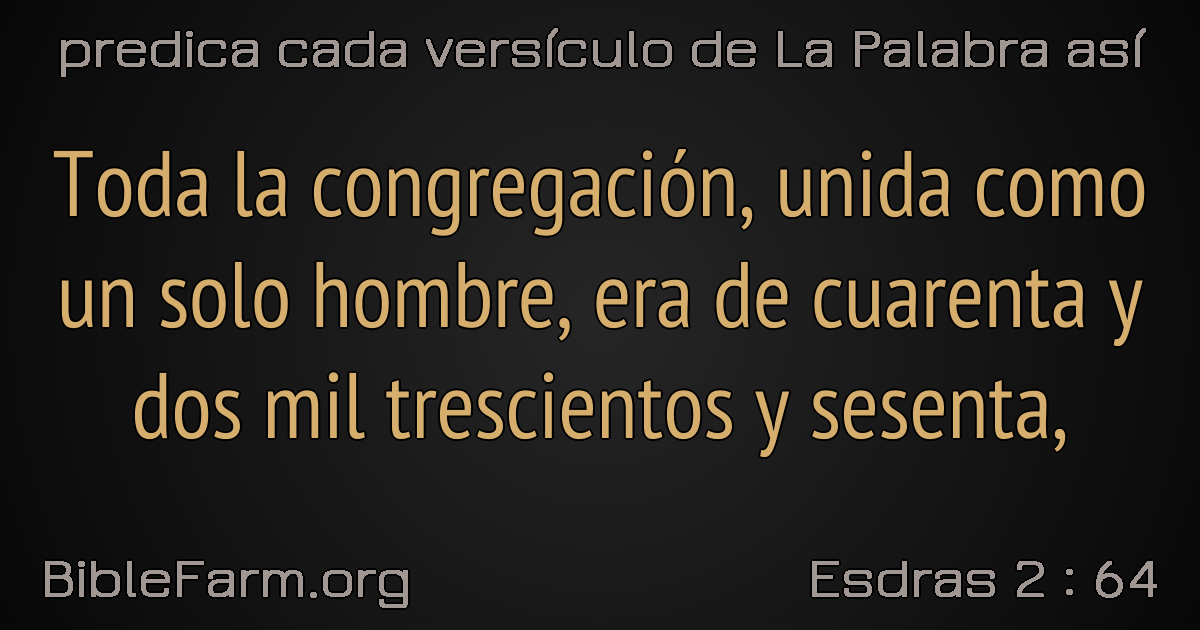 predica cada versículo de La Palabra así
Toda la congregación, unida como
un solo hombre, era de cuarenta y
dos mil trescientos y sesenta,
BibleFarm.org
Esdras 2 : 64